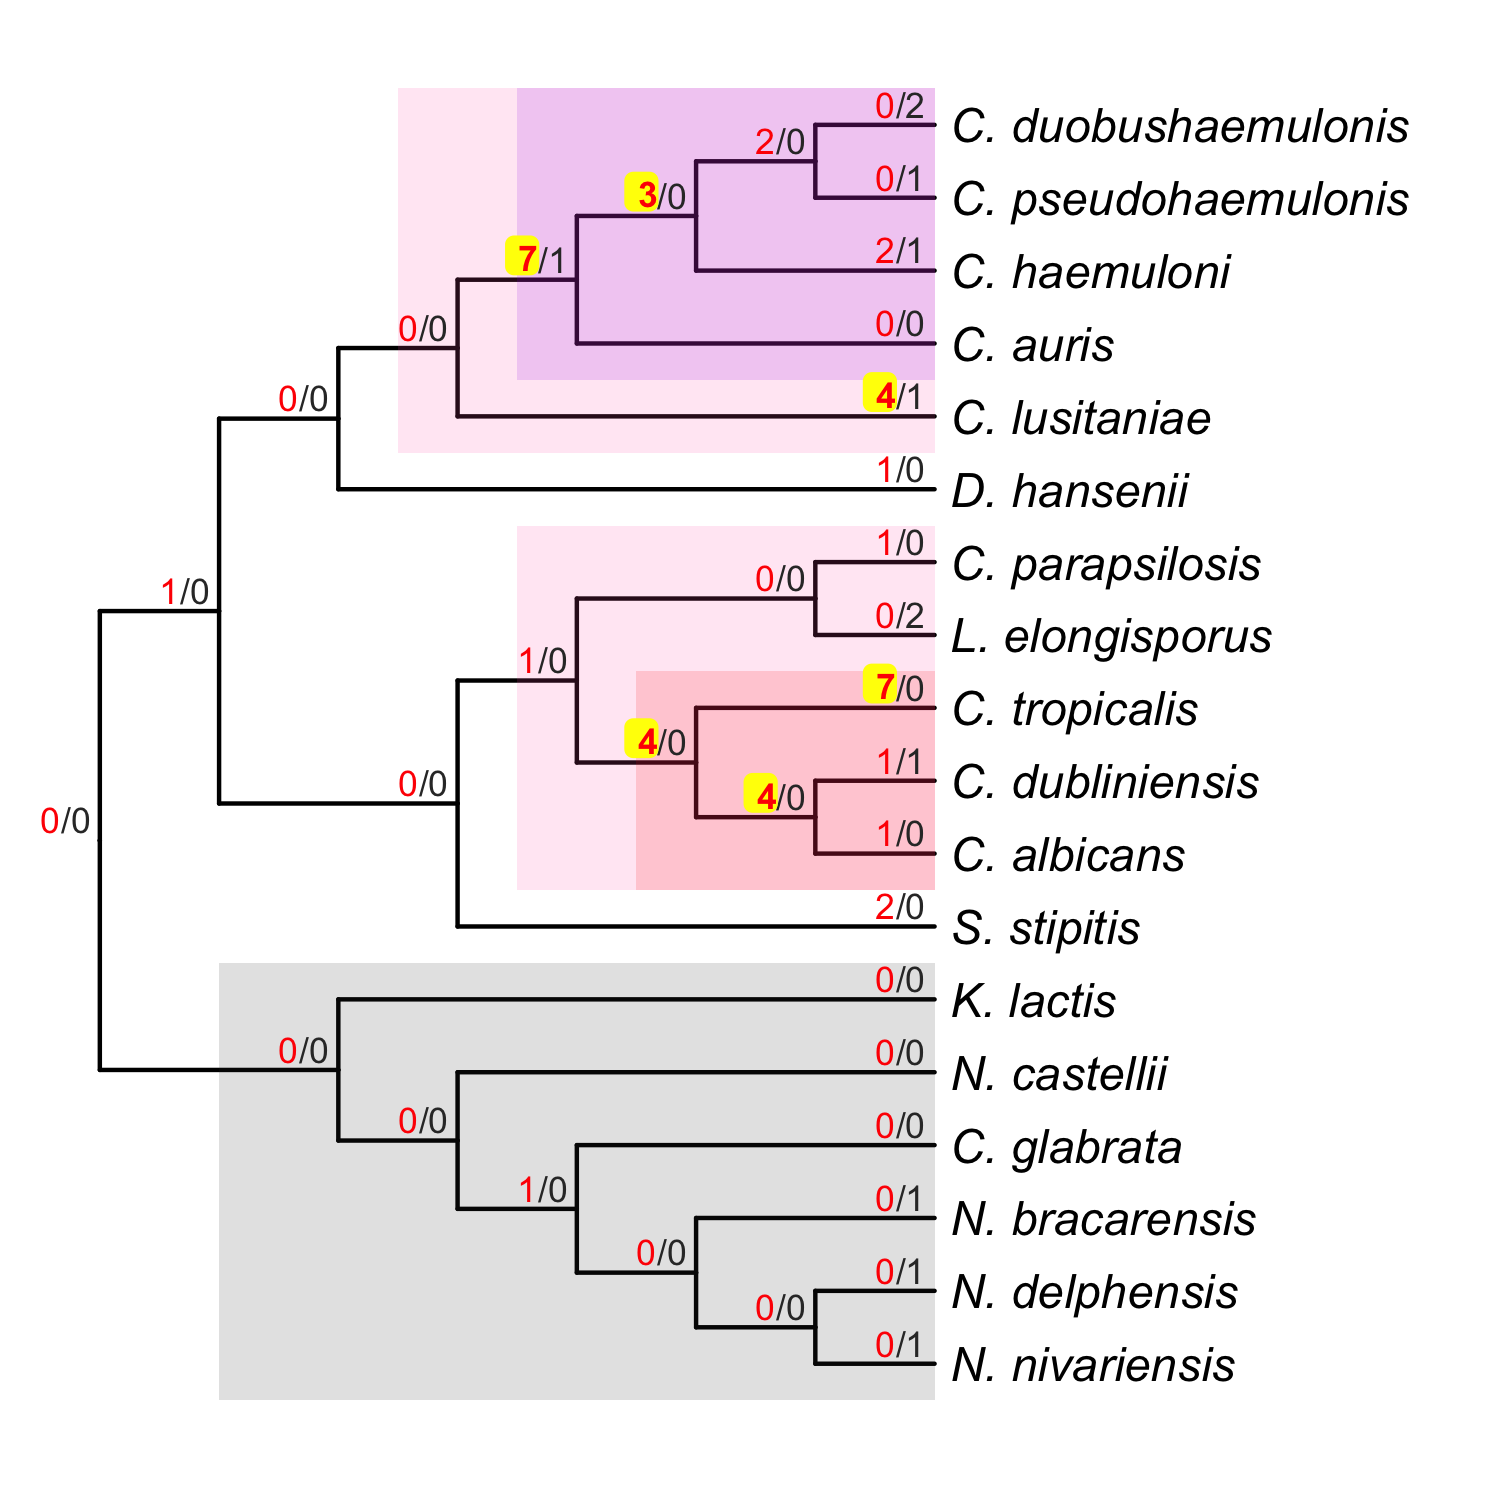 0/2
C. duobushaemulonis
2/0
0/1
C. pseudohaemulonis
3/0
2/1
C. haemuloni
7/1
0/0
C. auris
0/0
4/1
C. lusitaniae
0/0
1/0
D. hansenii
1/0
C. parapsilosis
0/0
1/0
0/2
L. elongisporus
1/0
7/0
C. tropicalis
4/0
1/1
C. dubliniensis
0/0
4/0
0/0
1/0
C. albicans
2/0
S. stipitis
0/0
K. lactis
0/0
0/0
N. castellii
0/0
0/0
C. glabrata
1/0
0/1
N. bracarensis
0/0
0/1
N. delphensis
0/0
0/1
N. nivariensis